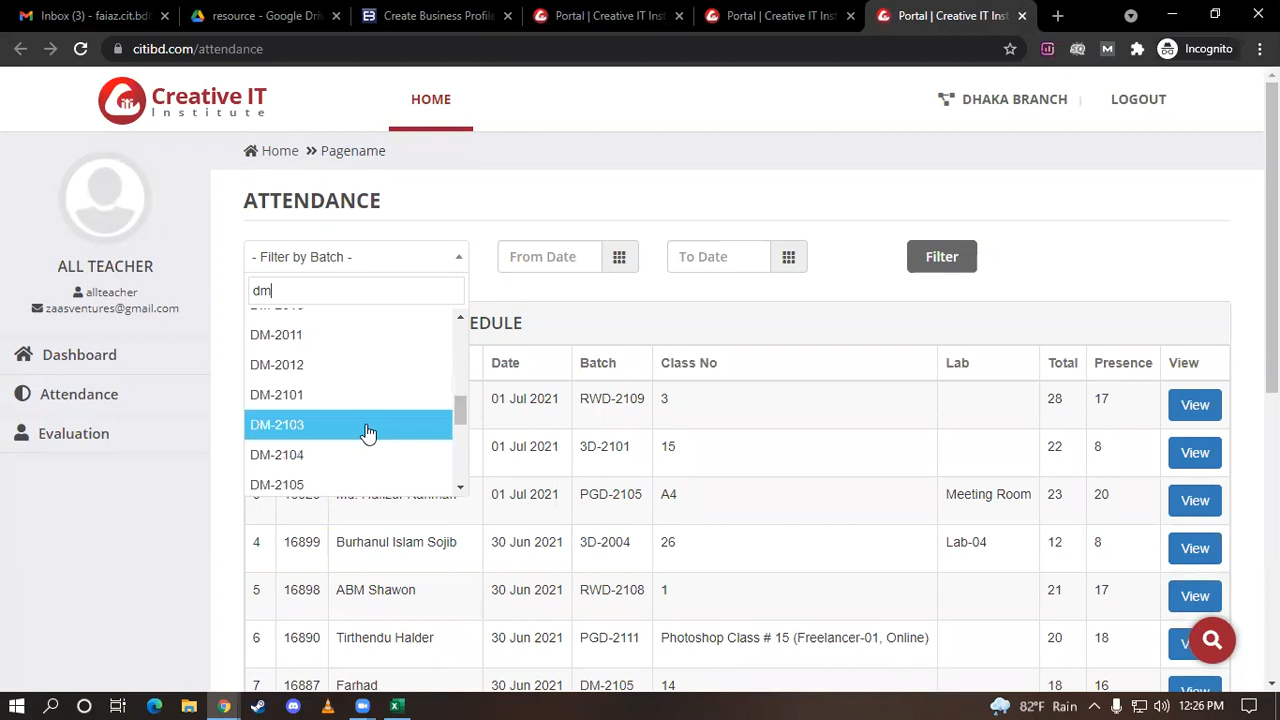 Inbox (3) - faiaz.cit.bd
resource - Google Dri
Create Business Profile
Portal | Creative IT Inst
Portal | Creative IT Inst
Portal | Creative IT Inst
citibd.com/attendance
Incognito
Creative IT
Institute
HOME
DHAKA BRANCH
LOGOUT
Home » Pagename
ATTENDANCE
ALL TEACHER
allteacher
zaasventures@gmail.com
Dashboard
Attendance
Evaluation
- Filter by Batch -
From Date
To Date
Filter
dm
DM-2011
DM-2012
DM-2101
DM-2103
DM-2104
DM-2105
EDULE
Date Batch Class No Lab Total Presence View
01 Jul 2021 RWD-2109 3 28 17 View
01 Jul 2021 3D-2101 15 22 8 View
01 Jul 2021 PGD-2105 A4 Meeting Room 23 20 View
4 16899 Burhanul Islam Sojib 30 Jun 2021 3D-2004 26 Lab-04 12 8 View
5 16898 ABM Shawon 30 Jun 2021 RWD-2108 1 21 17 View
6 16890 Tirthendu Halder 30 Jun 2021 PGD-2111 Photoshop Class # 15 (Freelancer-01, Online) 20 18
7 16887 Farhad 30 Jun 2021 DM-2105 14 18 16 View
82°F Rain
12:26 PM